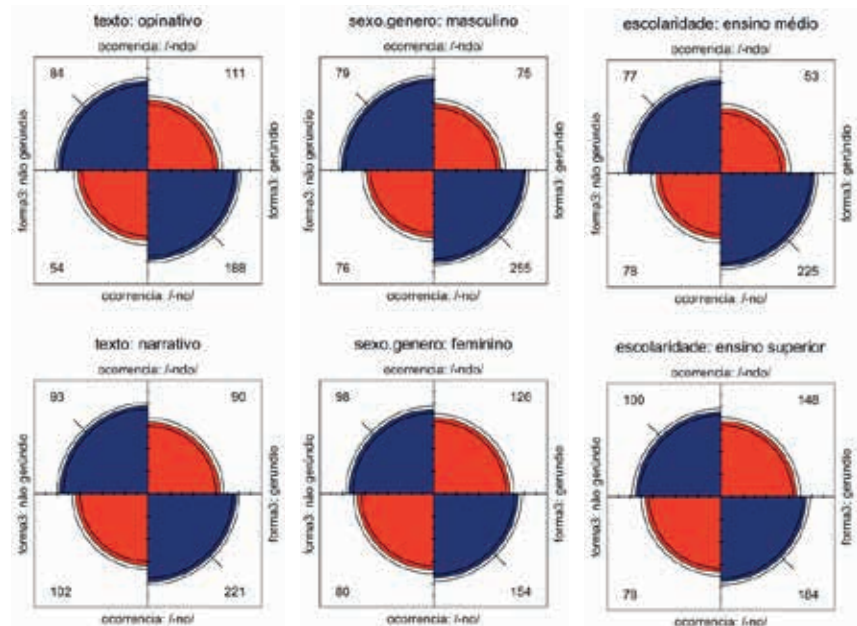 texto: opinativo
ocorrencia: /-ndo/
84
111
forma3: não gerúndio
forma3: gerúndio
54
188
ocorrencia: /-no/
sexo.genero: masculino
ocorrencia: /-ndo/
79
75
forma3: não gerúndio
forma3: gerúndio
76
255
ocorrencia: /-no/
escolaridade: ensino médio
ocorrencia: /-ndo/
77
53
forma3: não gerúndio
forma3: gerúndio
78
225
ocorrencia: /-no/
texto: narrativo
ocorrencia: /-ndo/
93
90
forma3: não gerúndio
forma3: gerúndio
102
221
ocorrencia: /-no/
sexo.genero: feminino
ocorrencia: /-ndo/
98
126
forma3: não gerúndio
forma3: gerúndio
80
154
ocorrencia: /-no/
escolaridade: ensino superior
ocorrencia: /-ndo/
100
148
forma3: não gerúndio
forma3: gerúndio
78
184
ocorrencia: /-no/